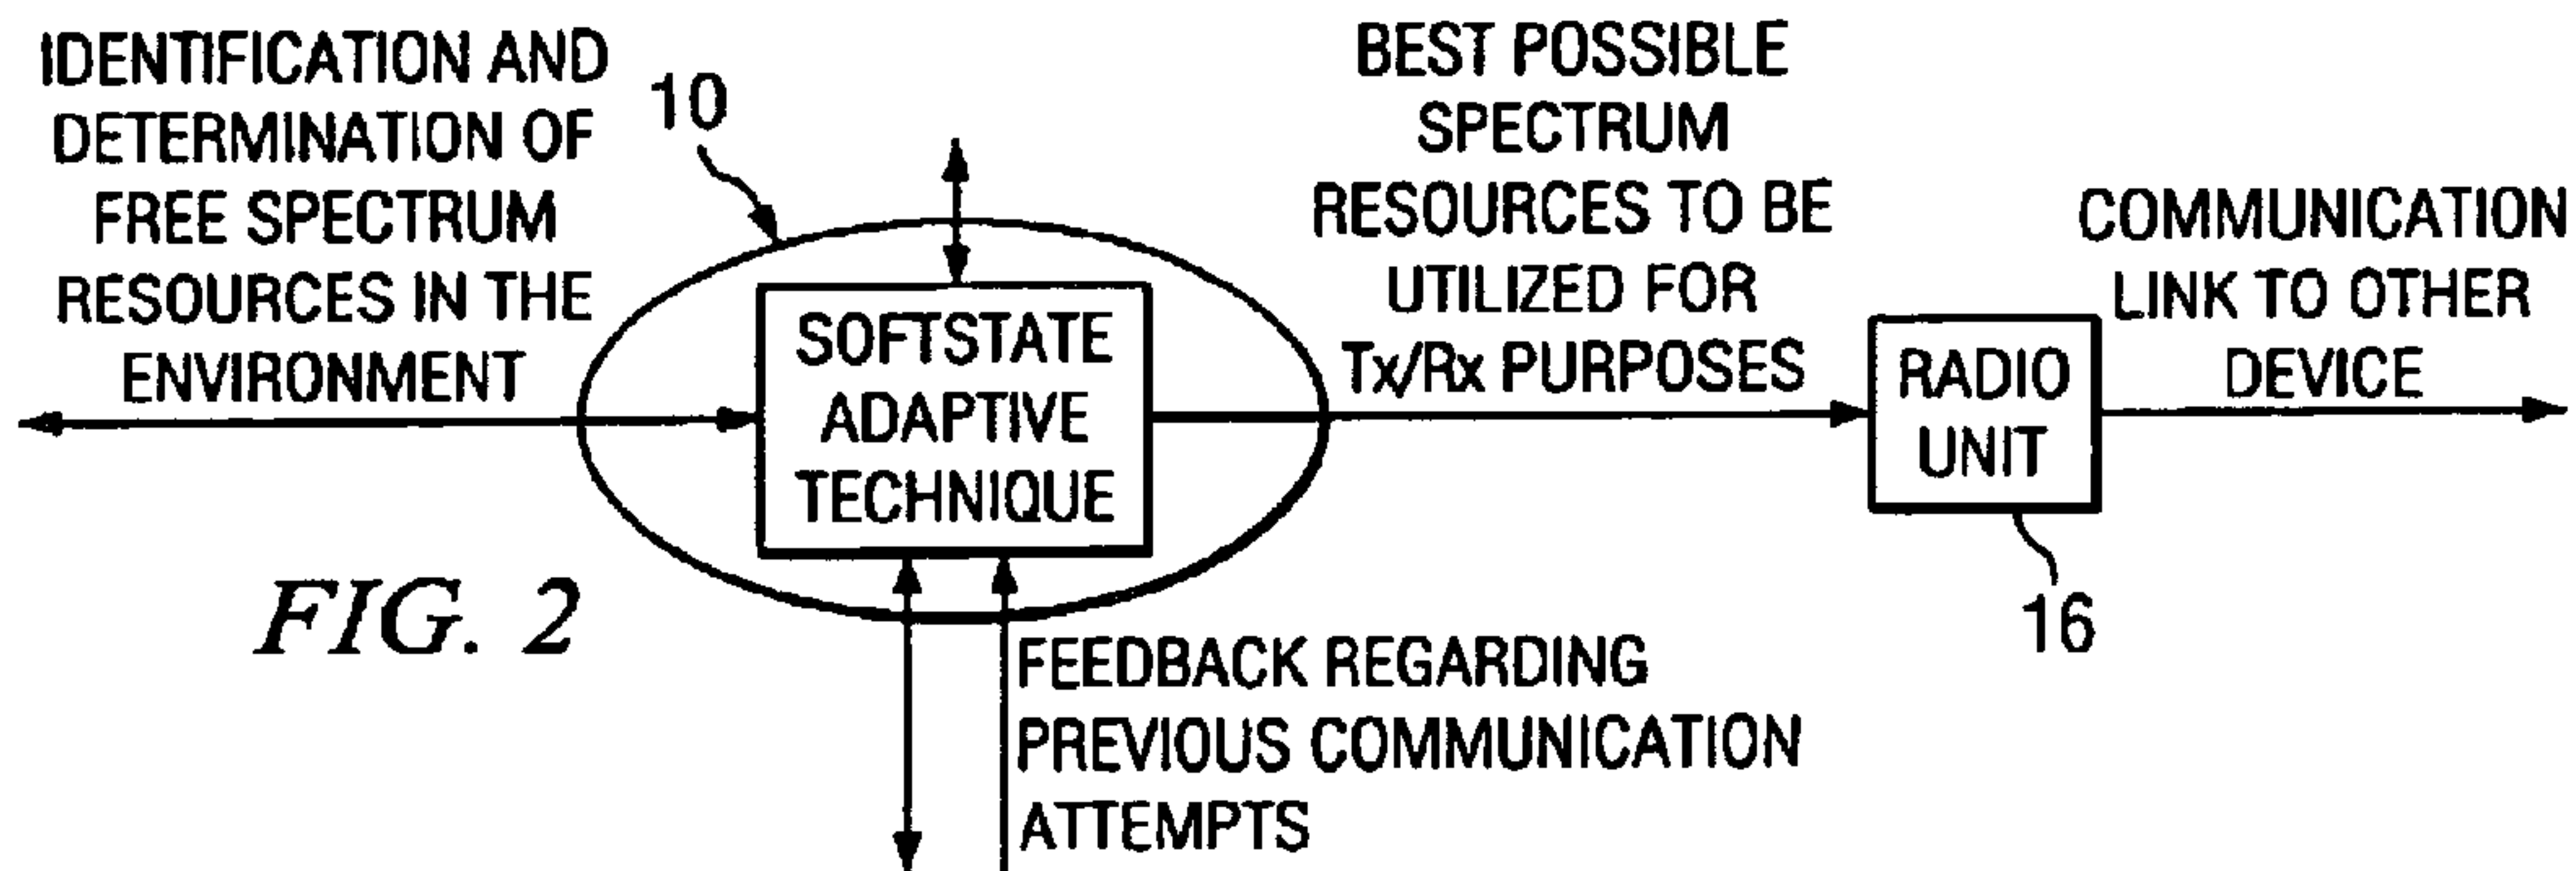 IDENTIFICATION AND
DETERMINATION OF
FREE SPECTRUM
RESOURCES IN THE
ENVIRONMENT
10
SOFTSTATE
ADAPTIVE
TECHNIQUE
BEST POSSIBLE
SPECTRUM
RESOURCES TO BE
UTILIZED FOR
Tx/Rx PURPOSES
RADIO
UNIT
16
COMMUNICATION
LINK TO OTHER
DEVICE
FEEDBACK REGARDING
PREVIOUS COMMUNICATION
ATTEMPTS
FIG. 2